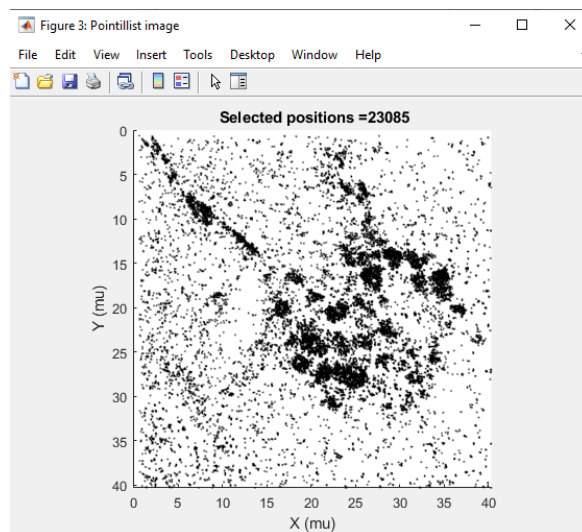 Figure 3: Pointillist image
File Edit View Insert Tools Desktop Window Help
Selected positions =23085
0
5
10
15
20
25
30
35
40
Y (mu)
0 5 10 15 20 25 30 35 40
X (mu)